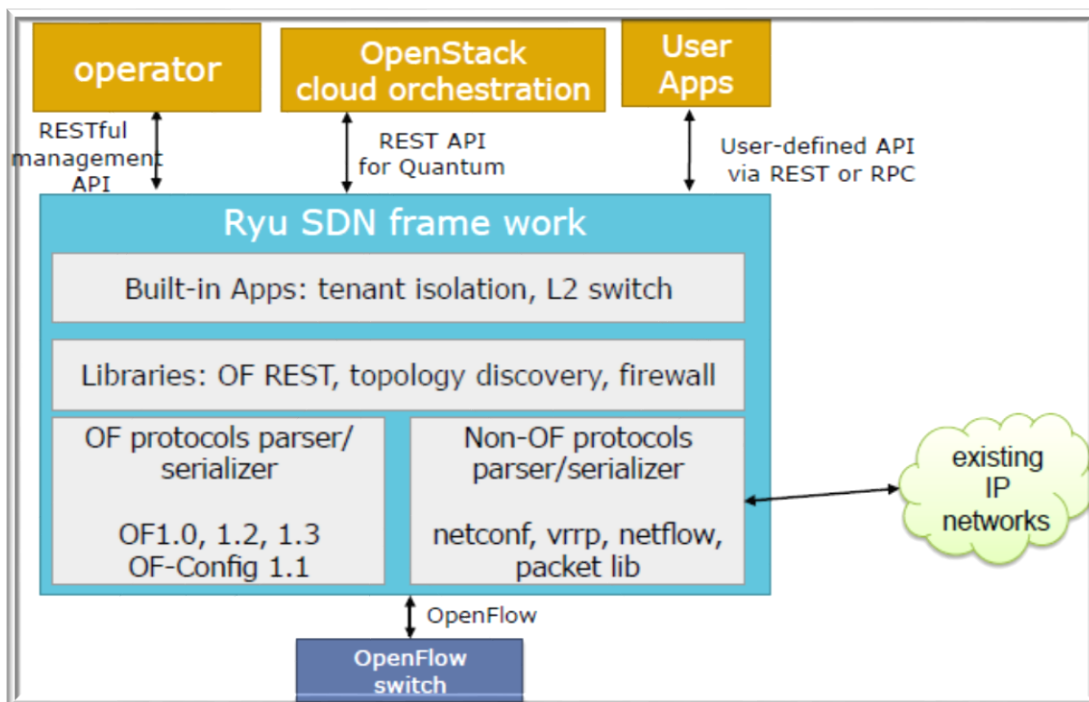 operator
OpenStack
cloud orchestration
User
Apps
RESTful
management
API
REST API
for Quantum
User-defined API
via REST or RPC
Ryu SDN frame work
Built-in Apps: tenant isolation, L2 switch
Libraries: OF REST, topology discovery, firewall
OF protocols parser/
serializer
OF1.0, 1.2, 1.3
OF-Config 1.1
Non-OF protocols
parser/serializer
netconf, vrrp, netflow,
packet lib
existing
IP
networks
OpenFlow
OpenFlow
switch